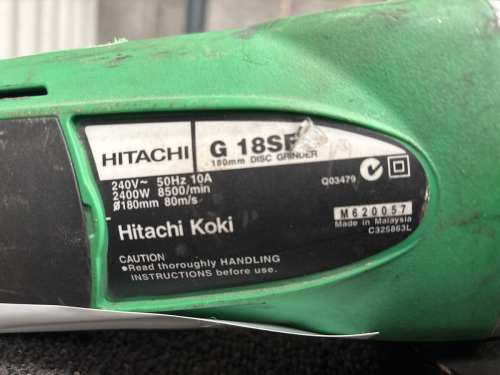 HITACHI
G 18SE
180mm DISC GRINDER
240V~ 50Hz 10A
2400W 8500/min
Ø180mm 80m/s
Q03479
M620057
Made in Malaysia
C325863L
Hitachi Koki
CAUTION
●Read thoroughly HANDLING
INSTRUCTIONS before use.